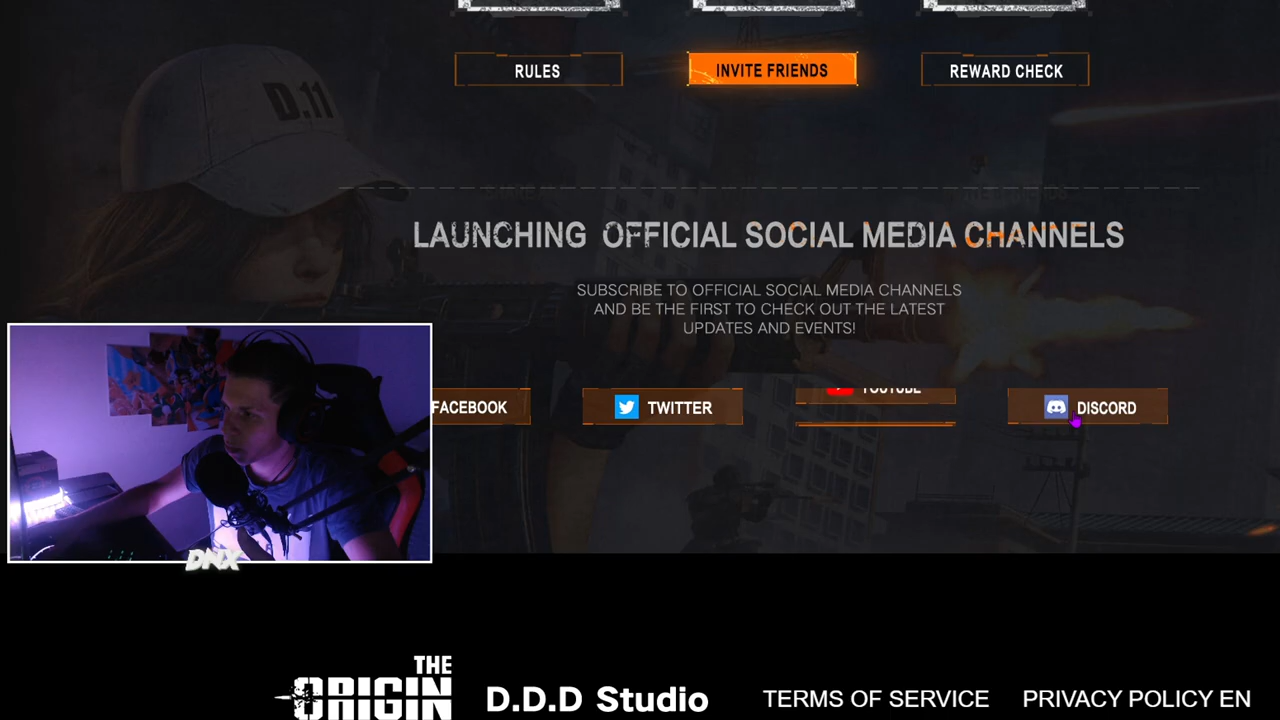 RULES
INVITE FRIENDS
REWARD CHECK
D.11
LAUNCHING OFFICIAL SOCIAL MEDIA CHANNELS
SUBSCRIBE TO OFFICIAL SOCIAL MEDIA CHANNELS
AND BE THE FIRST TO CHECK OUT THE LATEST
UPDATES AND EVENTS!
FACEBOOK
TWITTER
YOUTUBE
DISCORD
DNX
THE
ORIGIN
D.D.D Studio
TERMS OF SERVICE
PRIVACY POLICY EN